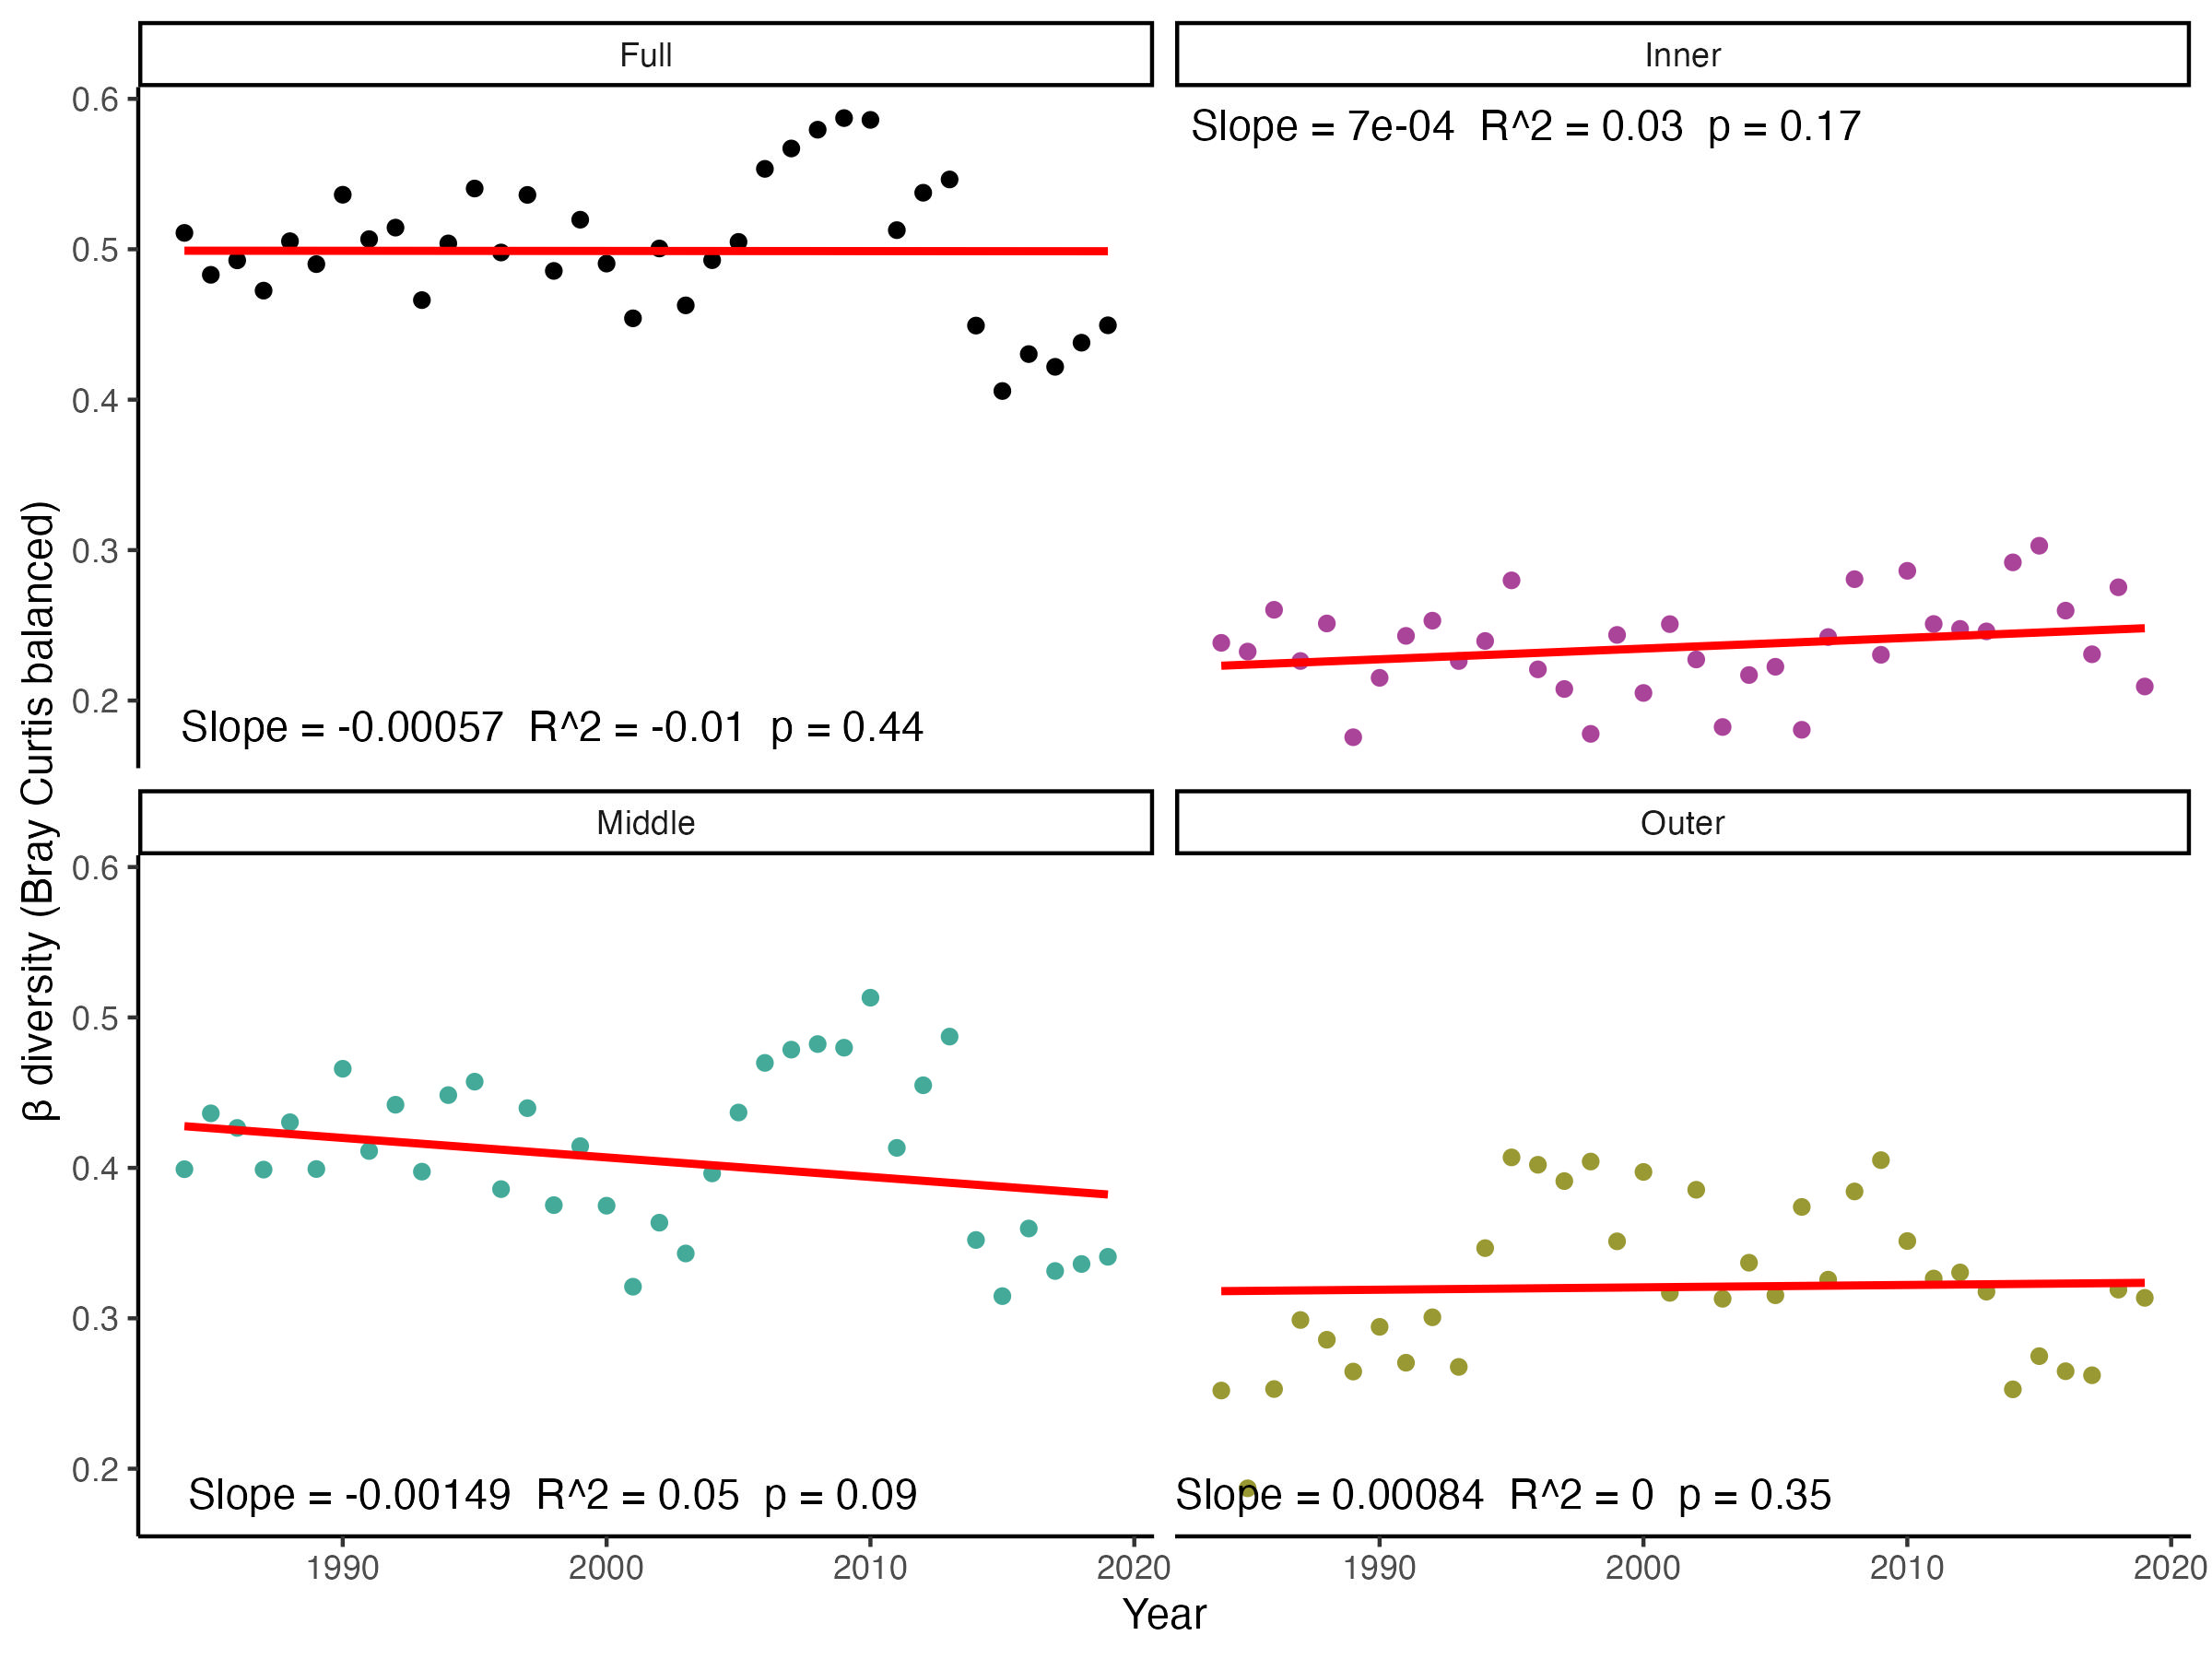 Full
Inner
0.6
0.5
0.4
0.3
0.2
Slope = -0.00057 R^2 = -0.01 p = 0.44
Slope = 7e-04 R^2 = 0.03 p = 0.17
β diversity (Bray Curtis balanced)
Middle
Outer
0.6
0.5
0.4
0.3
0.2
Slope = -0.00149 R^2 = 0.05 p = 0.09
Slope = 0.00084 R^2 = 0 p = 0.35
1990 2000 2010 2020
1990 2000 2010 2020
Year